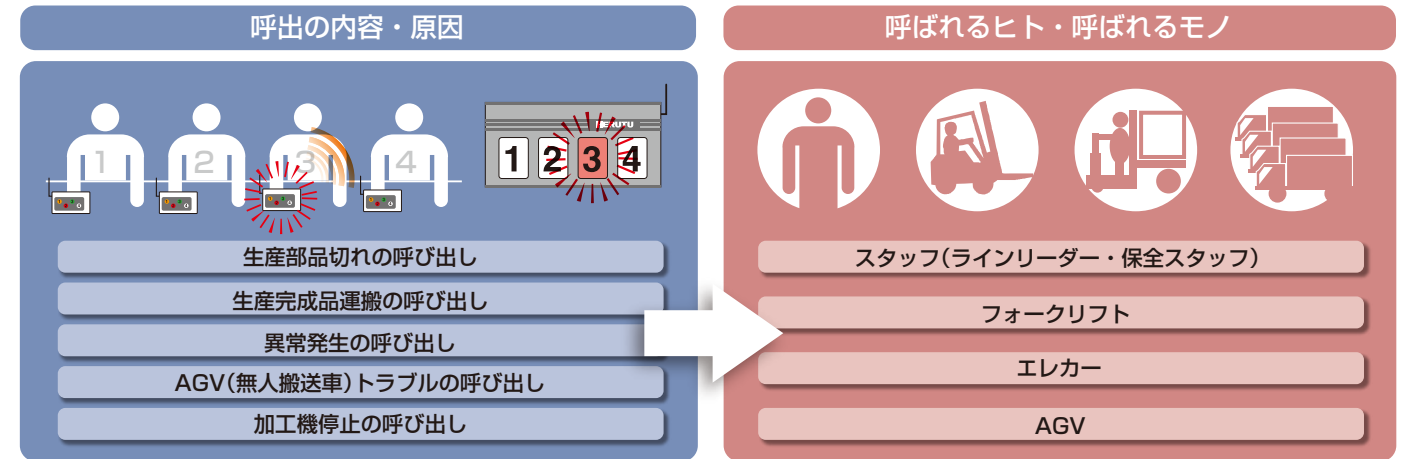 呼出の内容・原因
1 2 3 4
1 2 3 4
生産部品切れの呼び出し
生産完成品運搬の呼び出し
異常発生の呼び出し
AGV(無人搬送車)トラブルの呼び出し
加工機停止の呼び出し
呼ばれるヒト・呼ばれるモノ
スタッフ(ラインリーダー・保全スタッフ)
フォークリフト
エレカー
AGV